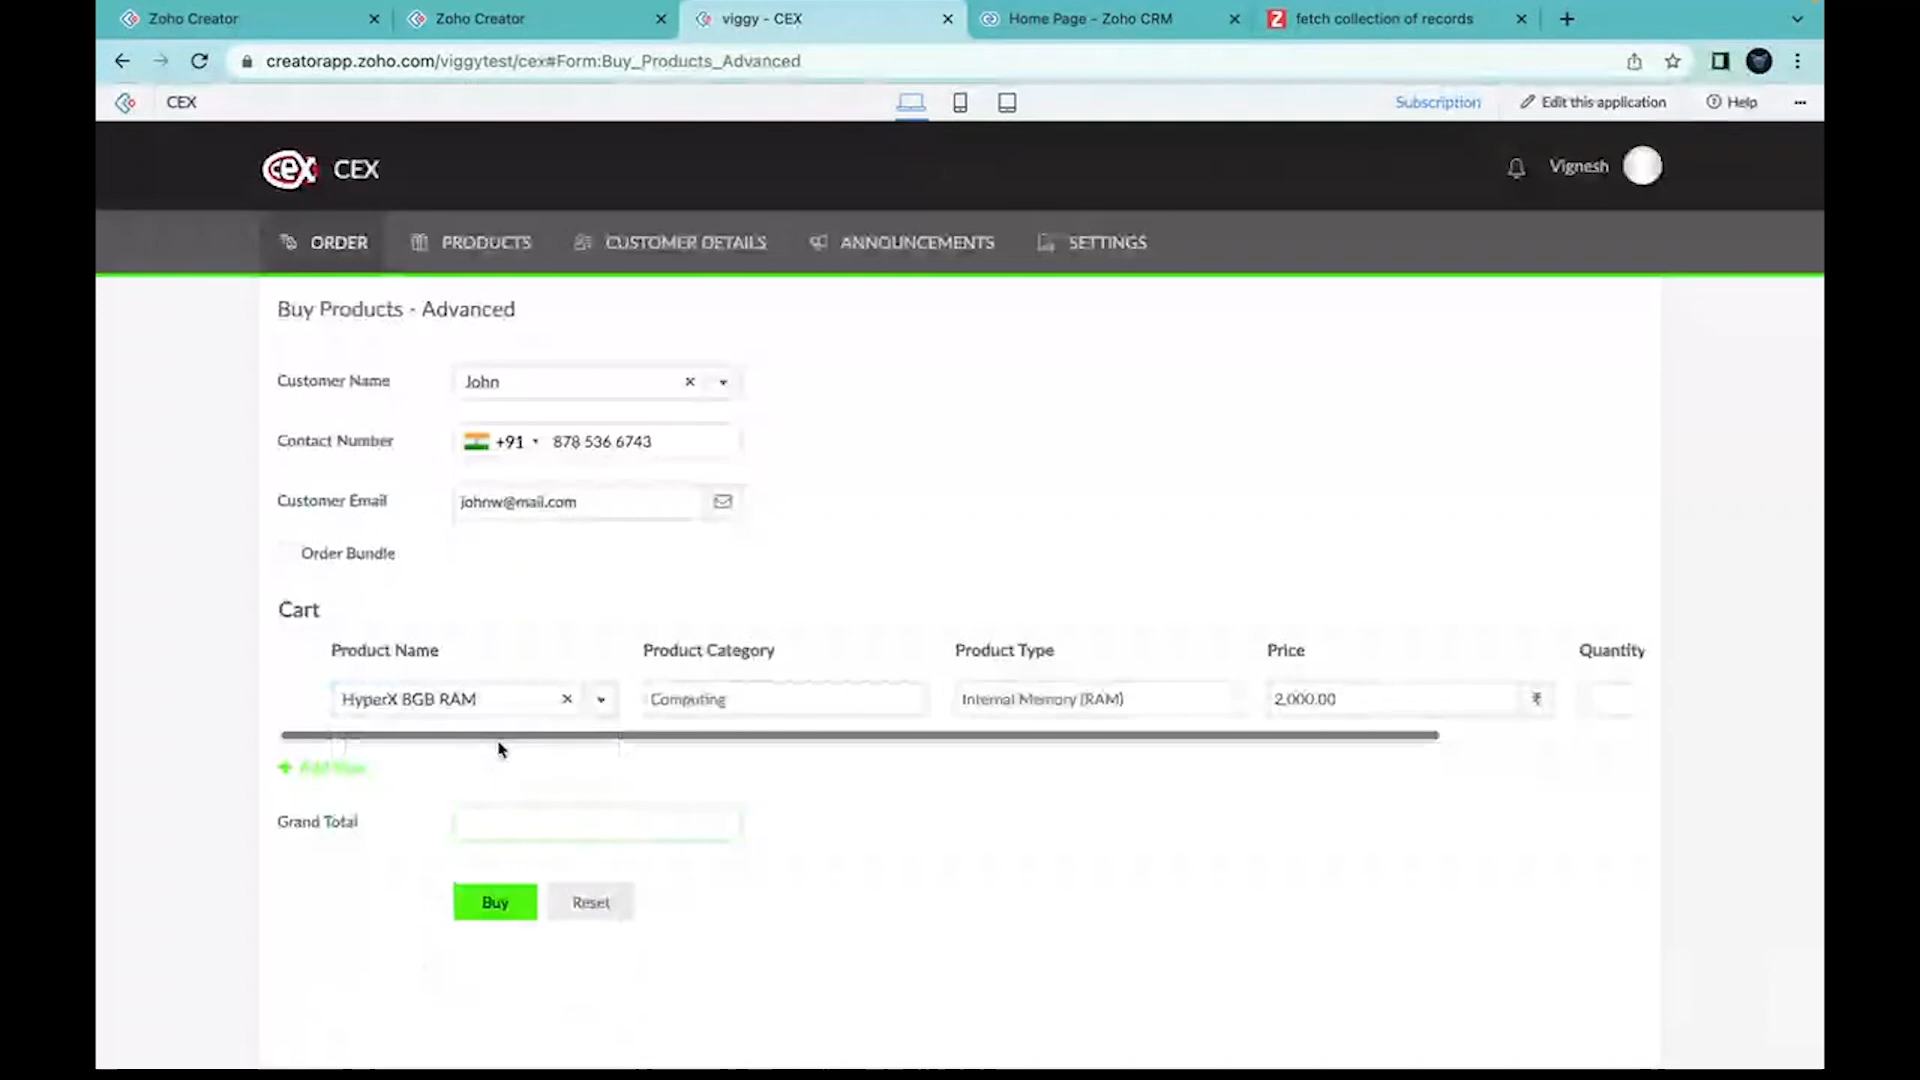 Zoho Creator
Zoho Creator
viggy - CEX
Home Page - Zoho CRM
Z fetch collection of records
creatorapp.zoho.com/viggytest/cex#Form:Buy_Products_Advanced
CEX
Subscription
Edit this application
Help
cex CEX
Vignesh
ORDER
PRODUCTS
CUSTOMER DETAILS
ANNOUNCEMENTS
SETTINGS
Buy Products - Advanced
Customer Name
John
Contact Number
+91 878 536 6743
Customer Email
johnw@mail.com
Order Bundle
Cart
Product Name Product Category Product Type Price Quantity
HyperX 8GB RAM Computing Internal Memory (RAM) 2,000.00 ₹
+ Add New
Grand Total
Buy
Reset